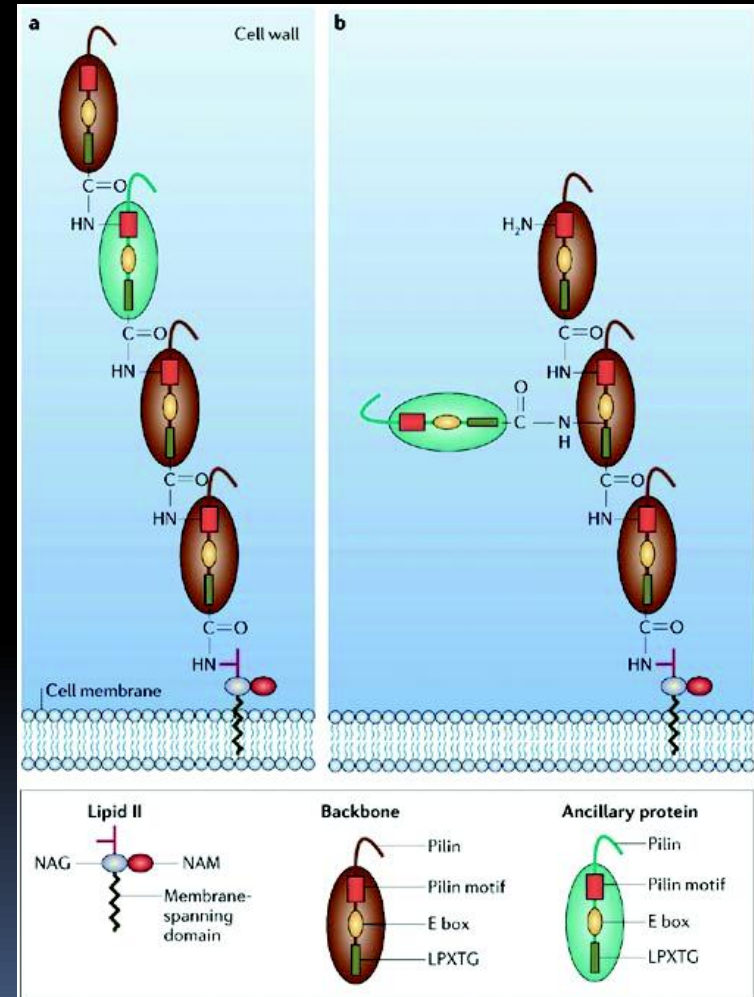 a
Cell wall
b
C=O
HN
C=O
HN
C=O
HN
C=O
HN
Cell membrane
H₂N
C=O
HN
O
C
N
H
C=O
HN
C=O
HN
Lipid II
NAG
NAM
Membrane-
spanning
domain
Backbone
Pilin
Pilin motif
E box
LPXTG
Ancillary protein
Pilin
Pilin motif
E box
LPXTG